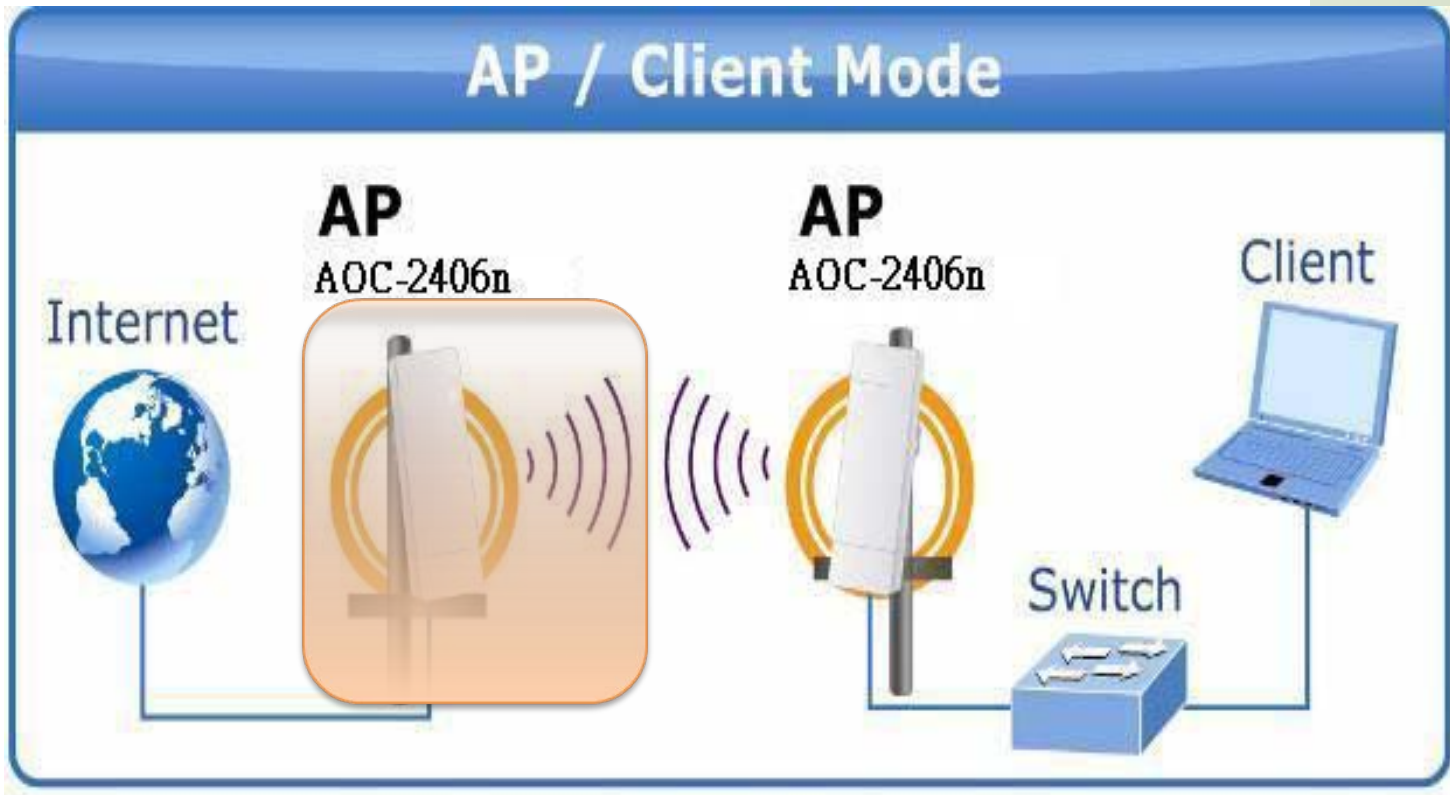 AP / Client Mode
AP
AOC-2406n
AP
AOC-2406n
Client
Internet
Switch